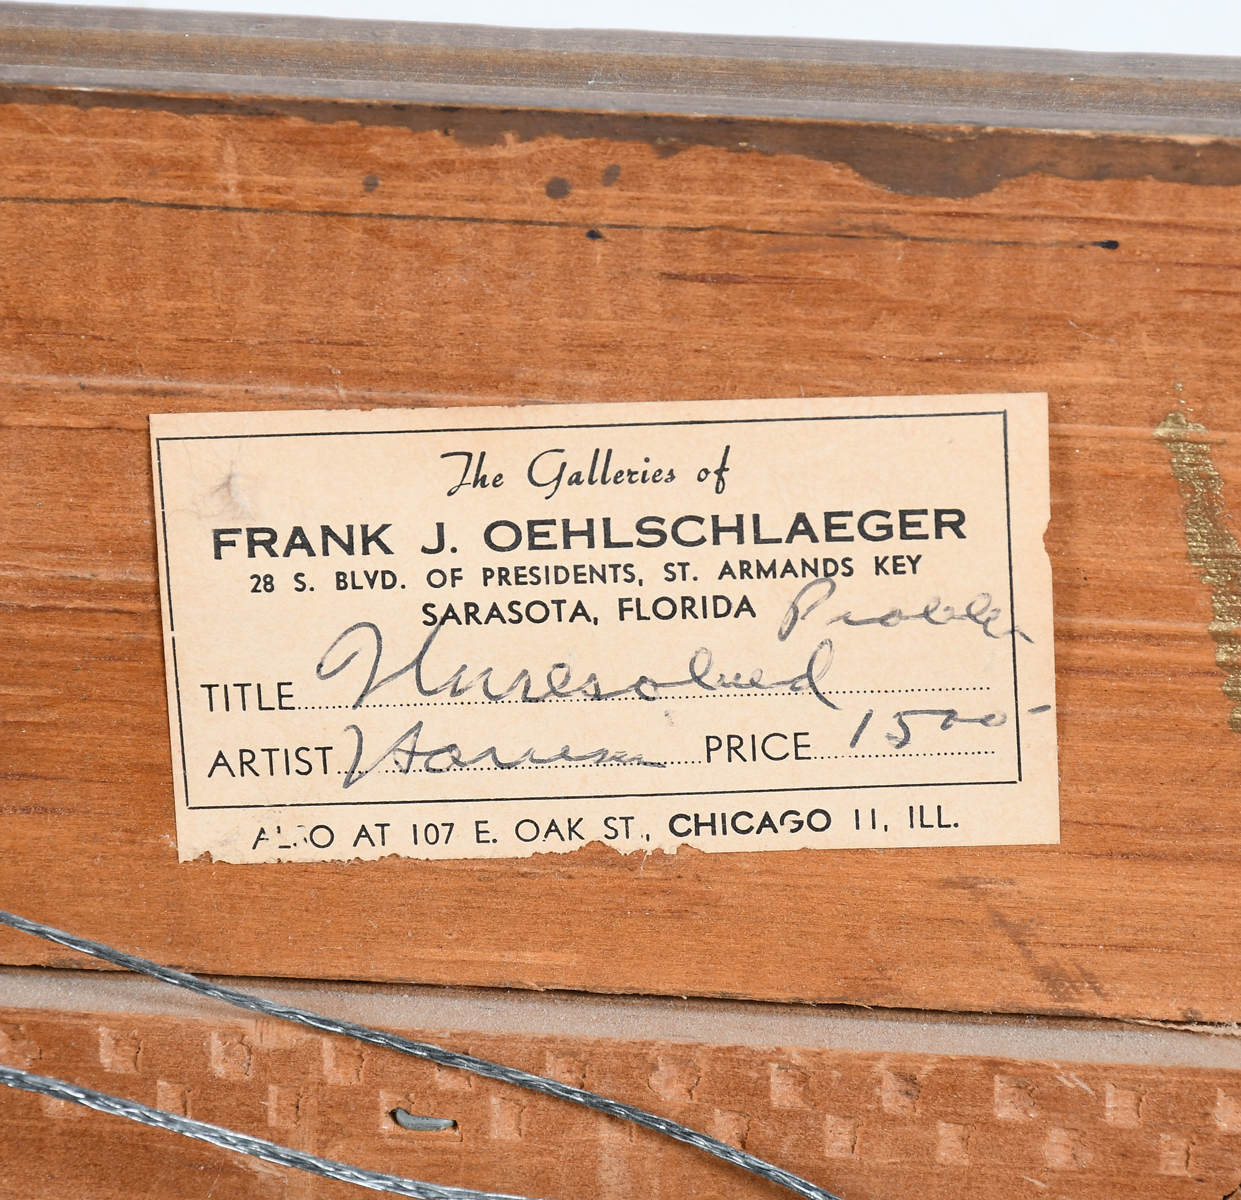 The Galleries of
FRANK J. OEHLSCHLAEGER
28 S. BLVD. OF PRESIDENTS, ST. ARMANDS KEY
SARASOTA, FLORIDA
TITLE Unresolved Problem
ARTIST PRICE 1500-
ALSO AT 107 E. OAK ST., CHICAGO 11, ILL.